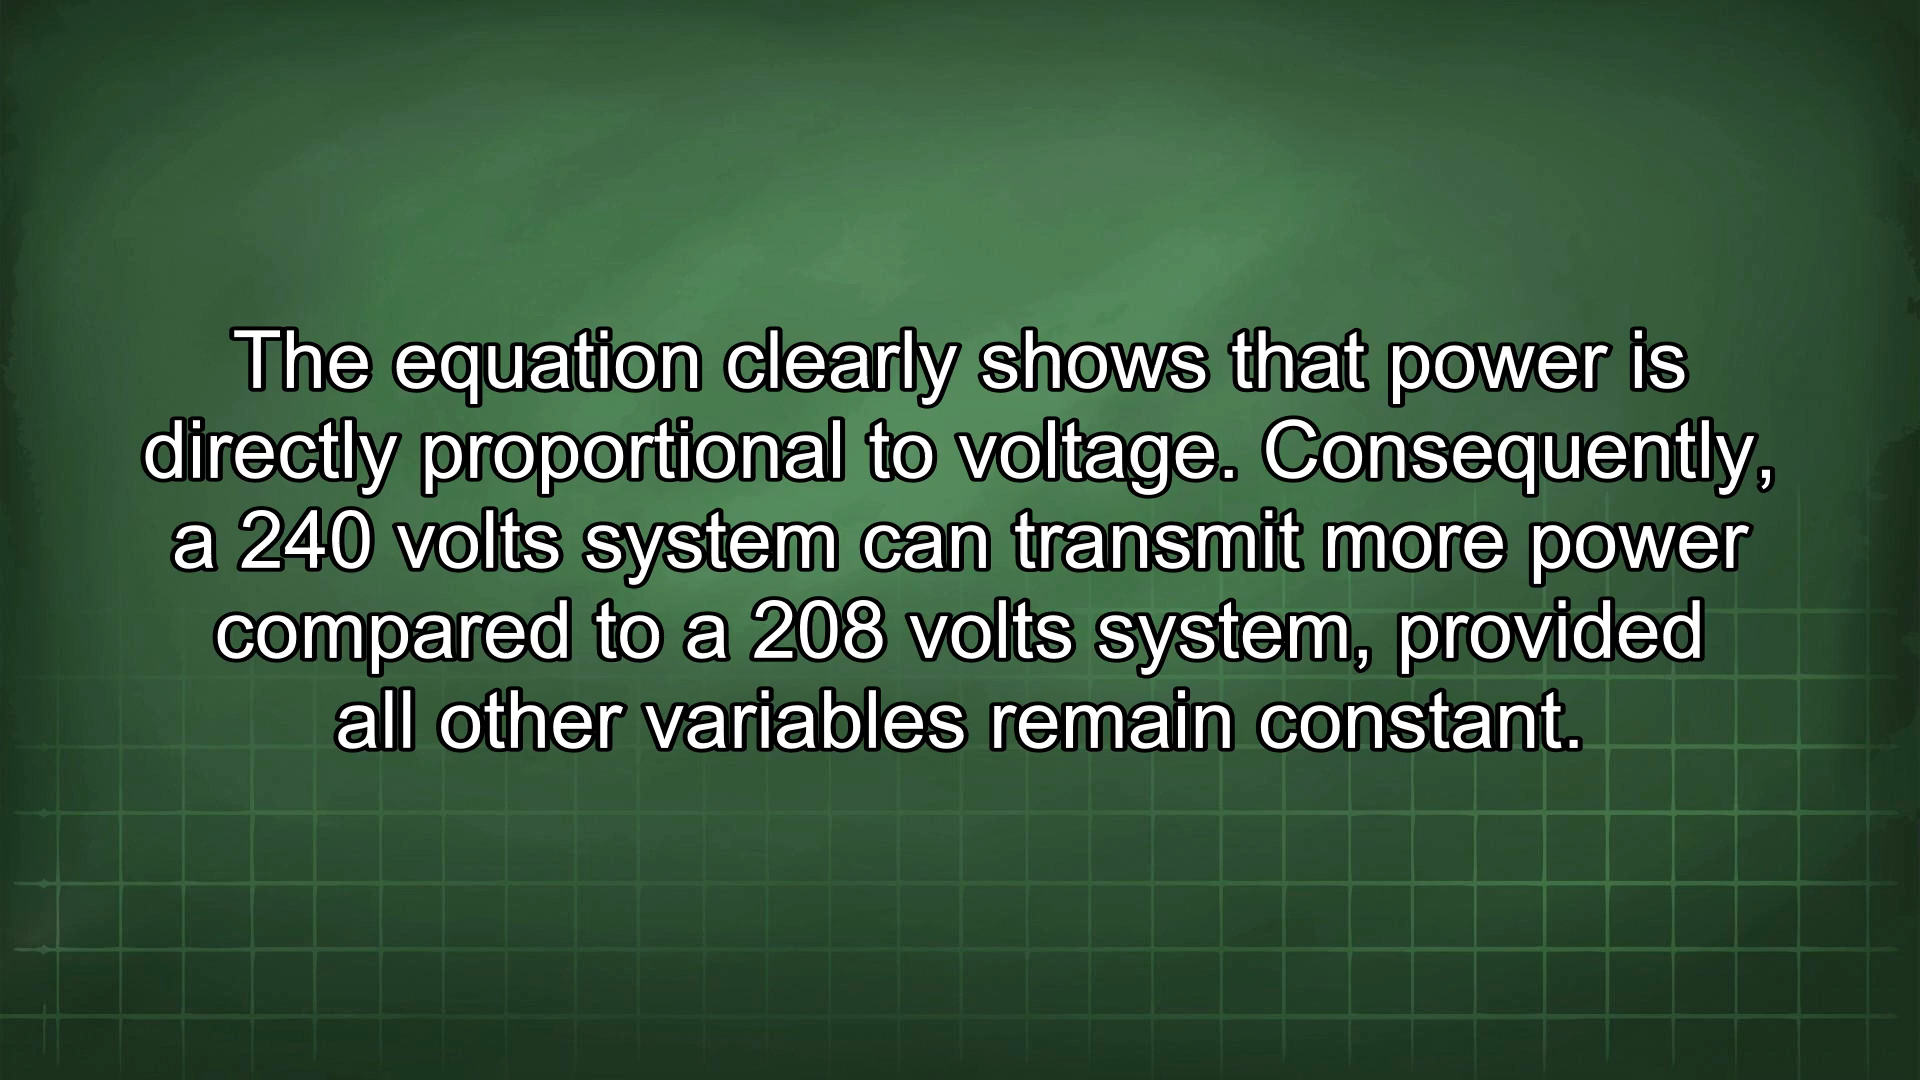 The equation clearly shows that power is
directly proportional to voltage. Consequently,
a 240 volts system can transmit more power
compared to a 208 volts system, provided
all other variables remain constant.